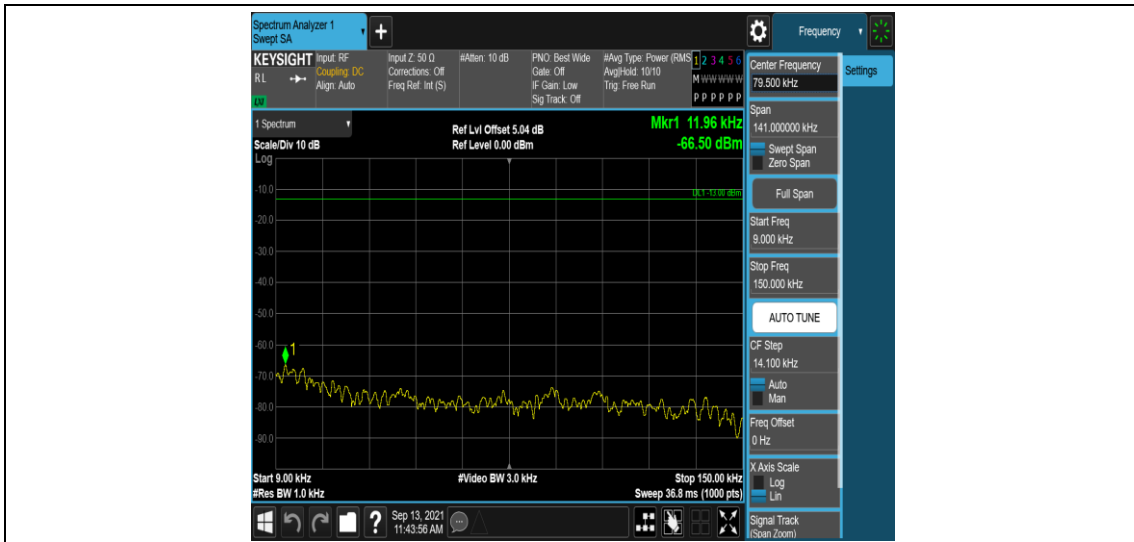 Spectrum Analyzer 1
Swept SA
+
Frequency
KEYSIGHT
RL
LXI
Input: RF
Coupling: DC
Align: Auto
Input Z: 50 Ω
Corrections: Off
Freq Ref: Int (S)
#Atten: 10 dB
PNO: Best Wide
Gate: Off
IF Gain: Low
Sig Track: Off
#Avg Type: Power (RMS
Avg|Hold: 10/10
Trig: Free Run
1 2 3 4 5 6
M W W W W W
P P P P P P
Center Frequency
79.500 kHz
Settings
1 Spectrum
Scale/Div 10 dB
Ref Lvl Offset 5.04 dB
Ref Level 0.00 dBm
Mkr1 11.96 kHz
-66.50 dBm
Log
DL1 -13.00 dBm
-10.0
-20.0
-30.0
-40.0
-50.0
-60.0
-70.0
-80.0
-90.0
1
Start 9.00 kHz
#Res BW 1.0 kHz
#Video BW 3.0 kHz
Stop 150.00 kHz
Sweep 36.8 ms (1000 pts)
Span
141.000000 kHz
Swept Span
Zero Span
Full Span
Start Freq
9.000 kHz
Stop Freq
150.000 kHz
AUTO TUNE
CF Step
14.100 kHz
Auto
Man
Freq Offset
0 Hz
X Axis Scale
Log
Lin
Signal Track
(Span Zoom)
?
Sep 13, 2021
11:43:56 AM